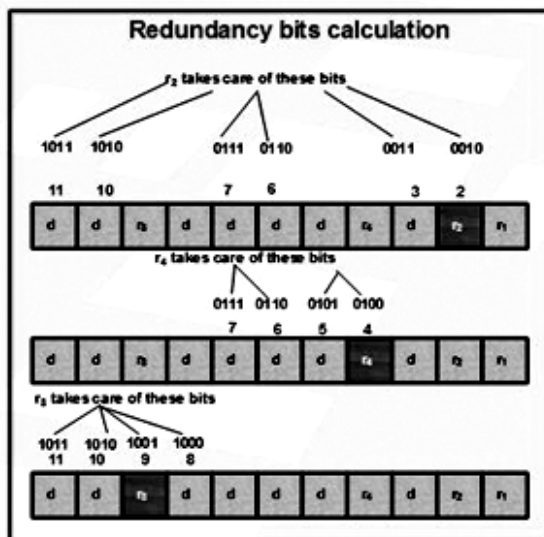 Redundancy bits calculation
r₂ takes care of these bits
1011 1010 0111 0110 0011 0010
11 10 7 6 3 2
d d r₈ d d d d r₄ d r₂ r₁
r₄ takes care of these bits
0111 0110 0101 0100
7 6 5 4
d d r₈ d d d d r₄ d r₂ r₁
r₈ takes care of these bits
1011 1010 1001 1000
11 10 9 8
d d r₈ d d d d r₄ d r₂ r₁